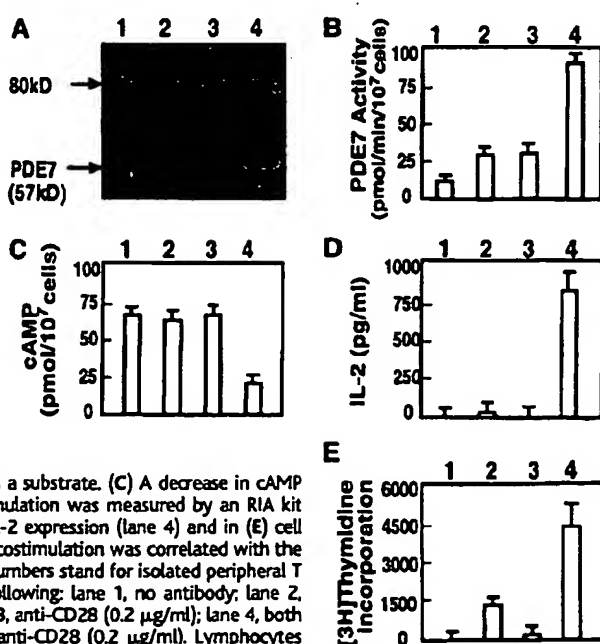 A 1 2 3 4
80kD
PDE7
(57kD)
B 1 2 3 4
PDE7 Activity
(pmol/min/10⁷cells)
100
75
50
25
0
C 1 2 3 4
cAMP
(pmol/10⁷cells)
100
75
50
25
0
D 1 2 3 4
IL-2 (pg/ml)
1000
750
500
250
0
a substrate. (C) A decrease in cAMP
mulation was measured by an RIA kit
-2 expression (lane 4) and in (E) cell
costimulation was correlated with the
umbers stand for isolated peripheral T
llowing: lane 1, no antibody; lane 2,
3, anti-CD28 (0.2 µg/ml); lane 4, both
anti-CD28 (0.2 µg/ml). Lymphocytes
E
[3H]Thymidine
Incorporation
6000
4500
3000
1500
0
1 2 3 4